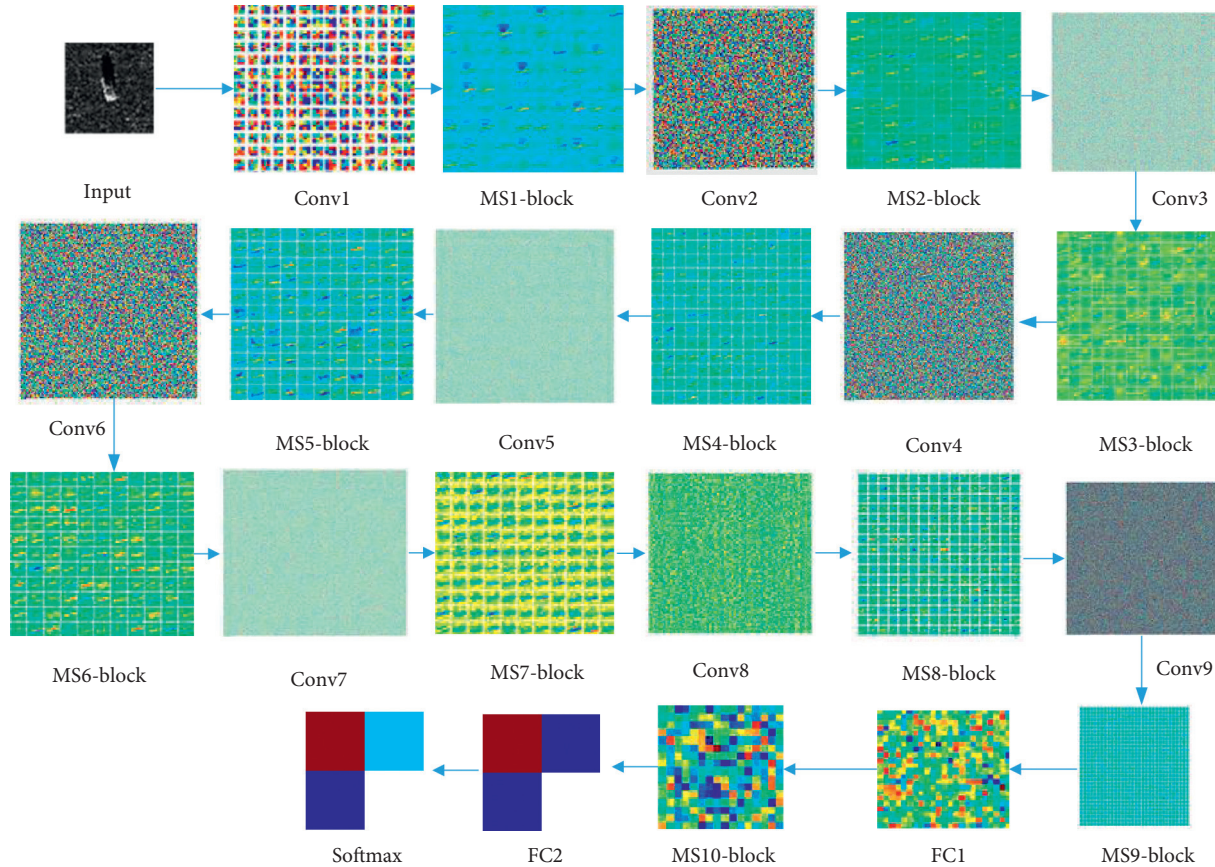 Input
Conv1
MS1-block
Conv2
MS2-block
Conv3
Conv6
MS5-block
Conv5
MS4-block
Conv4
MS3-block
MS6-block
Conv7
MS7-block
Conv8
MS8-block
Conv9
Softmax
FC2
MS10-block
FC1
MS9-block